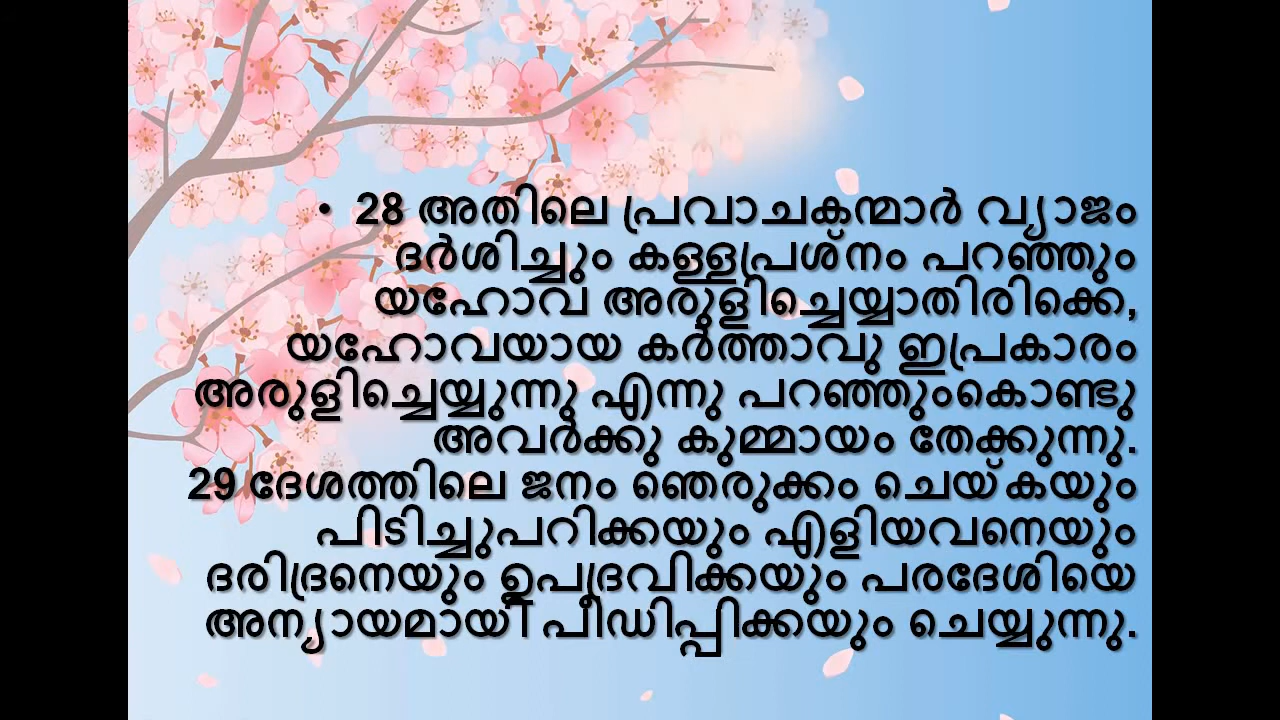 • 28 അതിലെ പ്രവാചകന്മാർ വ്യാജം
ദർശിച്ചും കള്ളപ്രശ്നം പറഞ്ഞും
യഹോവ അരുളിച്ചെയ്യാതിരിക്കെ,
യഹോവയായ കർത്താവു ഇപ്രകാരം
അരുളിച്ചെയ്യുന്നു എന്നു പറഞ്ഞുംകൊണ്ടു
അവർക്കു കുമ്മായം തേക്കുന്നു.
29 ദേശത്തിലെ ജനം ഞെരുക്കം ചെയ്കയും
പിടിച്ചുപറിക്കയും എളിയവനെയും
ദരിദ്രനെയും ഉപദ്രവിക്കയും പരദേശിയെ
അന്യായമായി പീഡിപ്പിക്കയും ചെയ്യുന്നു.